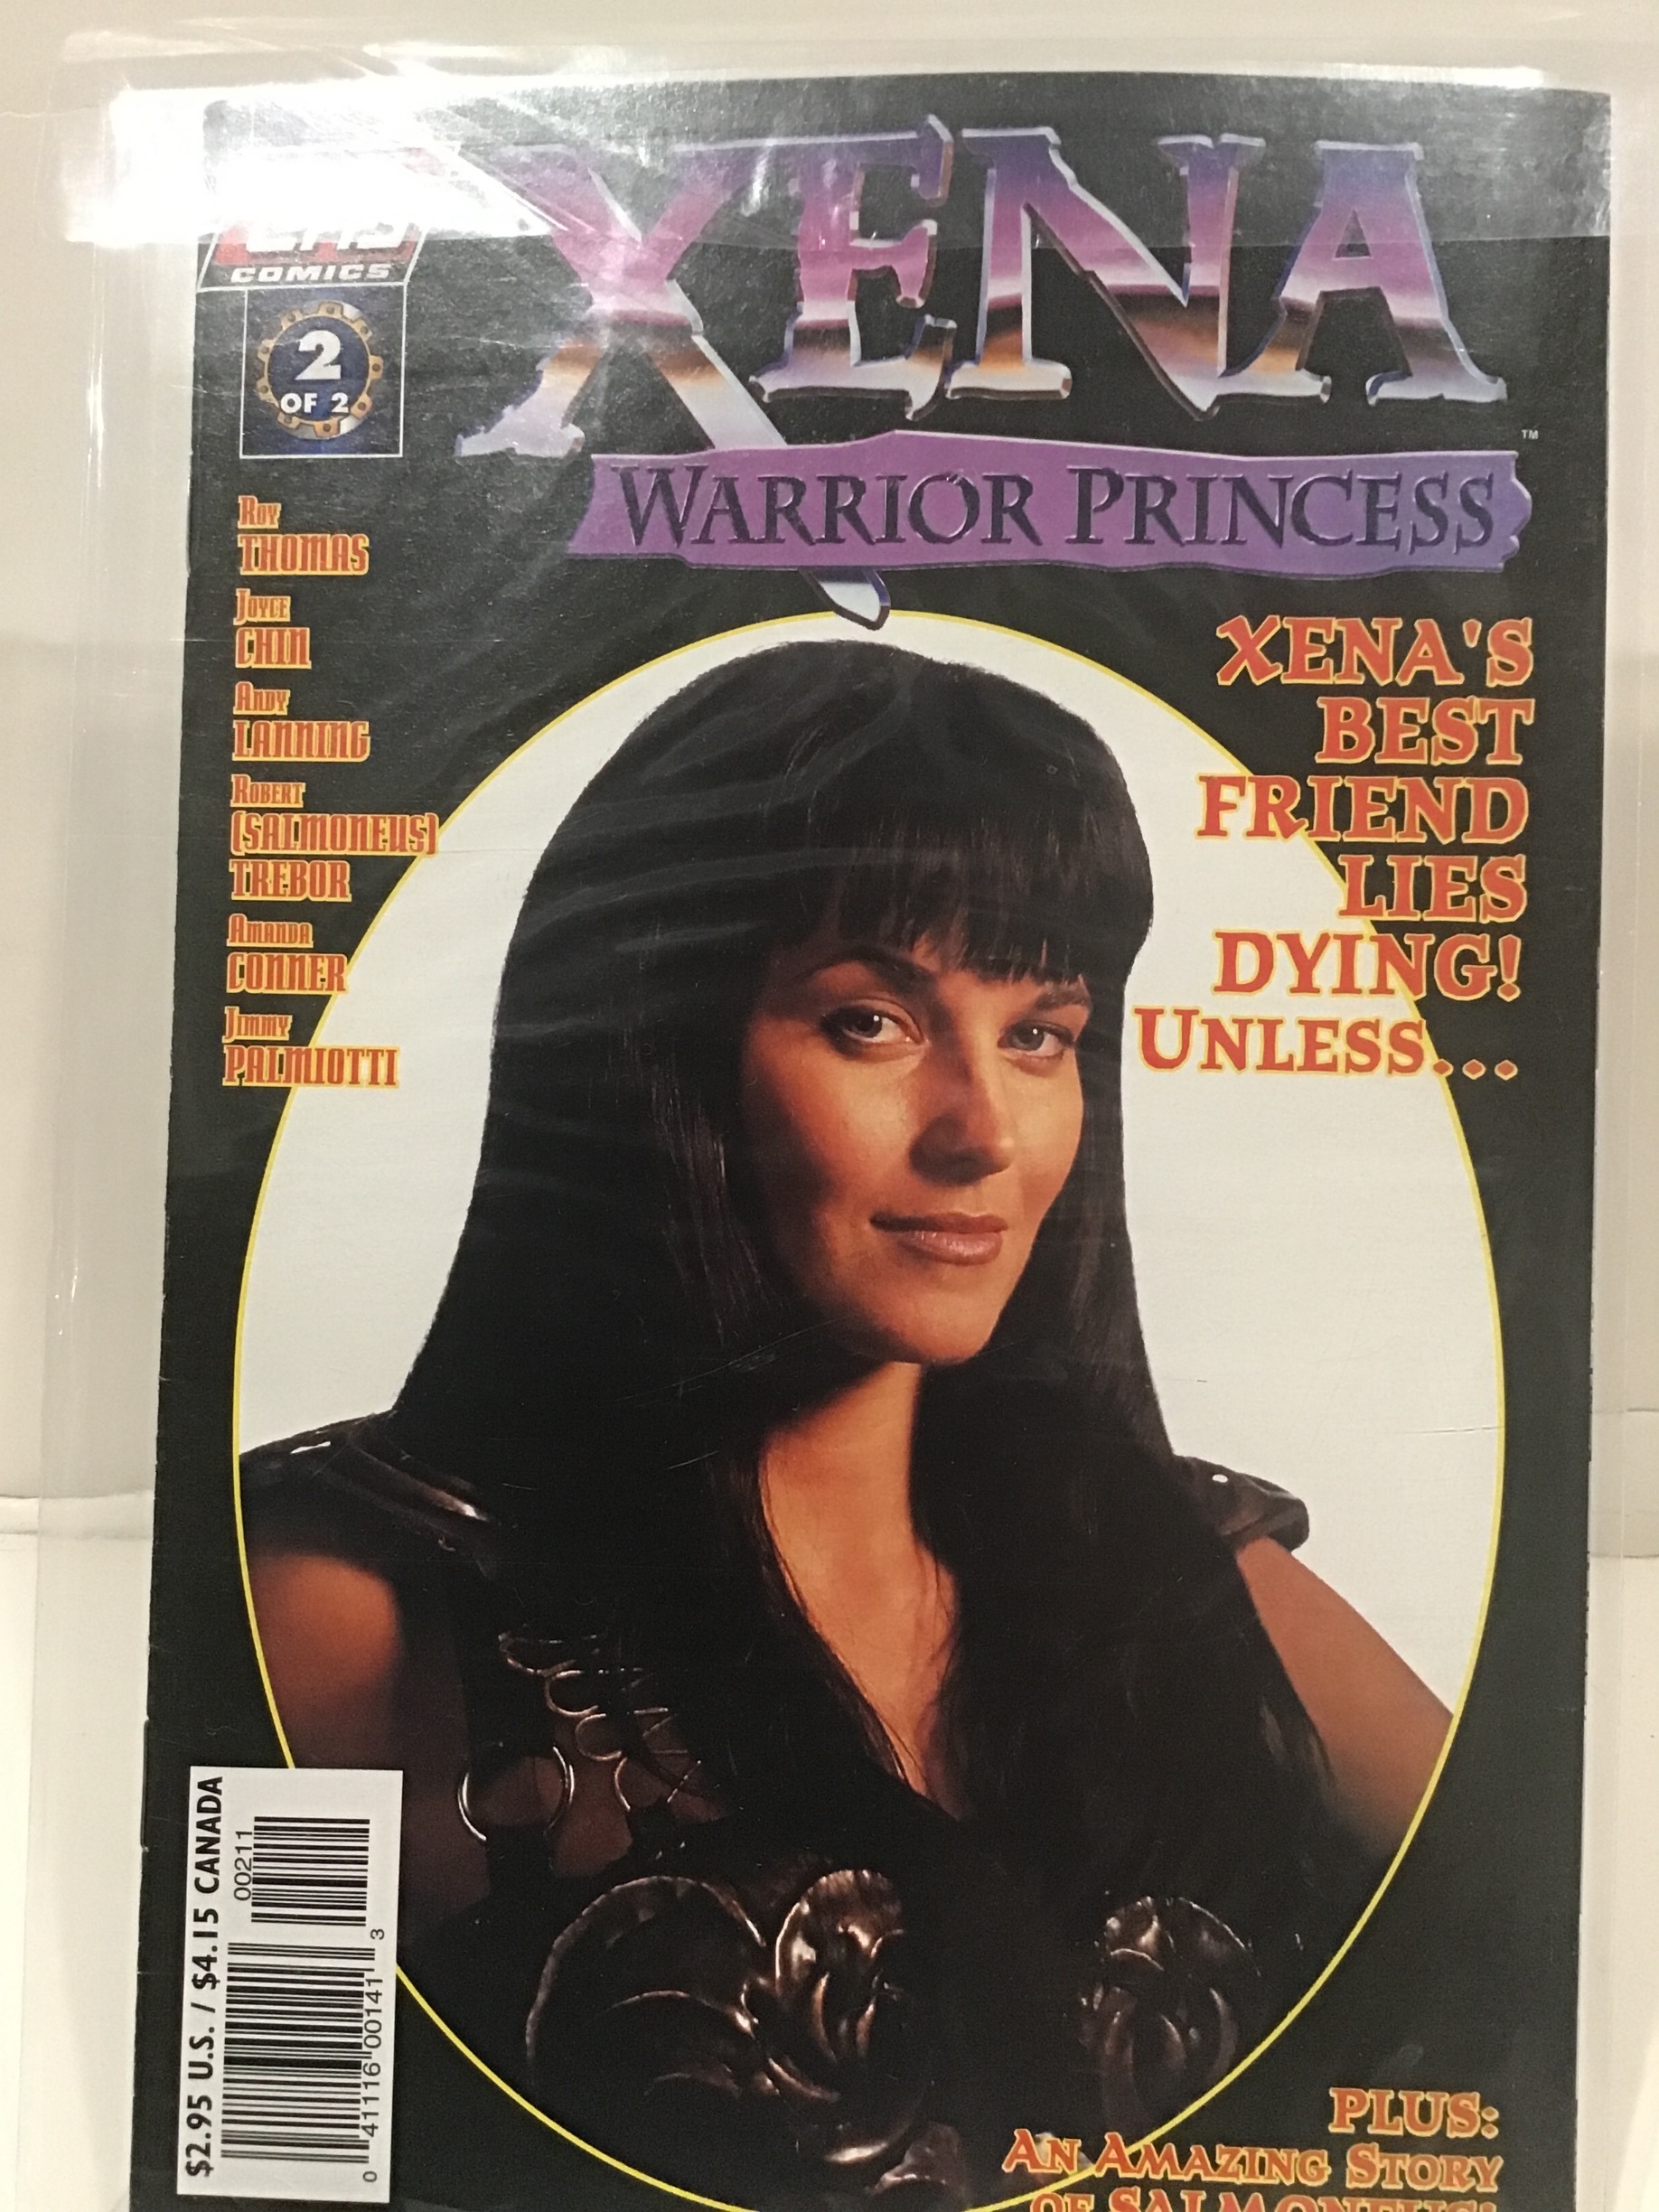 XENA
COMICS
2
OF 2
WARRIOR PRINCESS
TM
Roy
THOMAS
Joyce
CHIN
Andy
LANNING
Robert
(SALMONEUS)
TREBOR
Amanda
CONNER
Jimmy
PALMIOTTI
XENA'S
BEST
FRIEND
LIES
DYING!
UNLESS...
$2.95 U.S. / $4.15 CANADA
00211
0 41116 00141 3
PLUS:
AN AMAZING STORY
OF SALMONEUS!